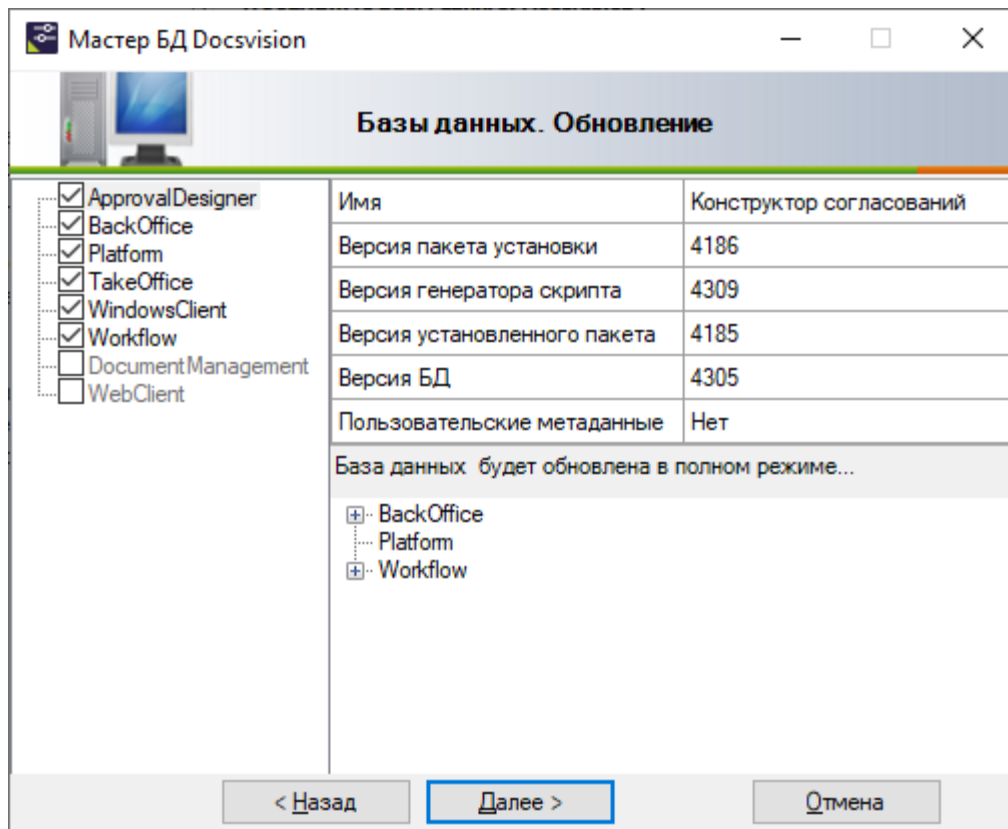 Мастер БД Docsvision
Базы данных. Обновление
ApprovalDesigner
BackOffice
Platform
TakeOffice
WindowsClient
Workflow
DocumentManagement
WebClient
Имя Конструктор согласований
Версия пакета установки 4186
Версия генератора скрипта 4309
Версия установленного пакета 4185
Версия БД 4305
Пользовательские метаданные Нет
База данных будет обновлена в полном режиме...
BackOffice
Platform
Workflow
< Назад Далее > Отмена